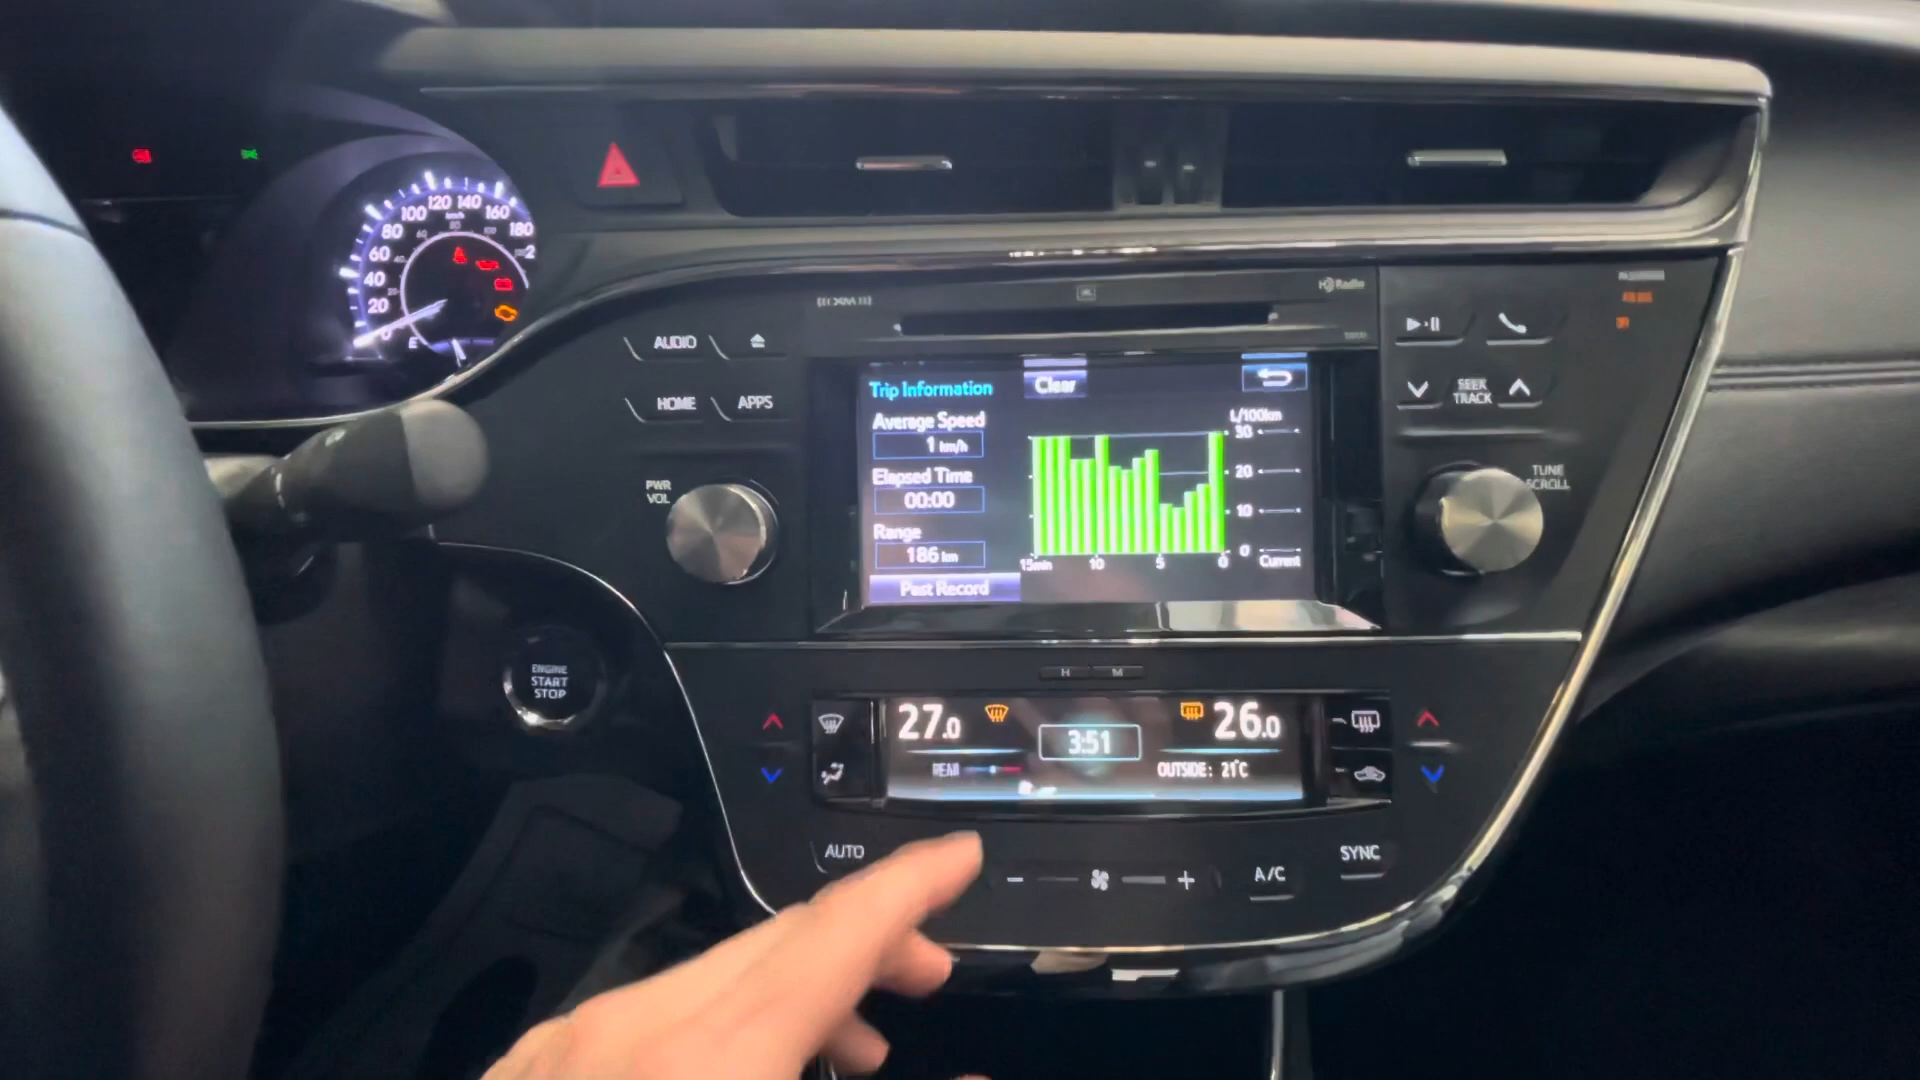 120 140
100 160
80 180
60
40
20
E
HD Radio
AUDIO
HOME APPS
PWR
VOL
SEEK
TRACK
TUNE
SCROLL
Trip Information
Clear
Average Speed
1 km/h
Elapsed Time
00:00
Range
186 km
Past Record
L/100km
30
20
10
0
15min 10 5 0 Current
ENGINE
START
STOP
H M
27.0 3:51 26.0
REAR OUTSIDE: 21°C
AUTO - + A/C SYNC